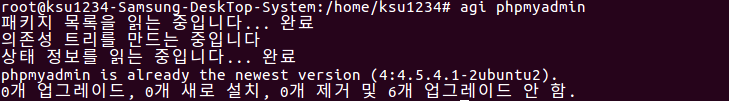 root@ksu1234-Samsung-DeskTop-System:/home/ksu1234# agi phpmyadmin
패키지 목록을 읽는 중입니다... 완료
의존성 트리를 만드는 중입니다
상태 정보를 읽는 중입니다... 완료
phpmyadmin is already the newest version (4:4.5.4.1-2ubuntu2).
0개 업그레이드, 0개 새로 설치, 0개 제거 및 6개 업그레이드 안 함.